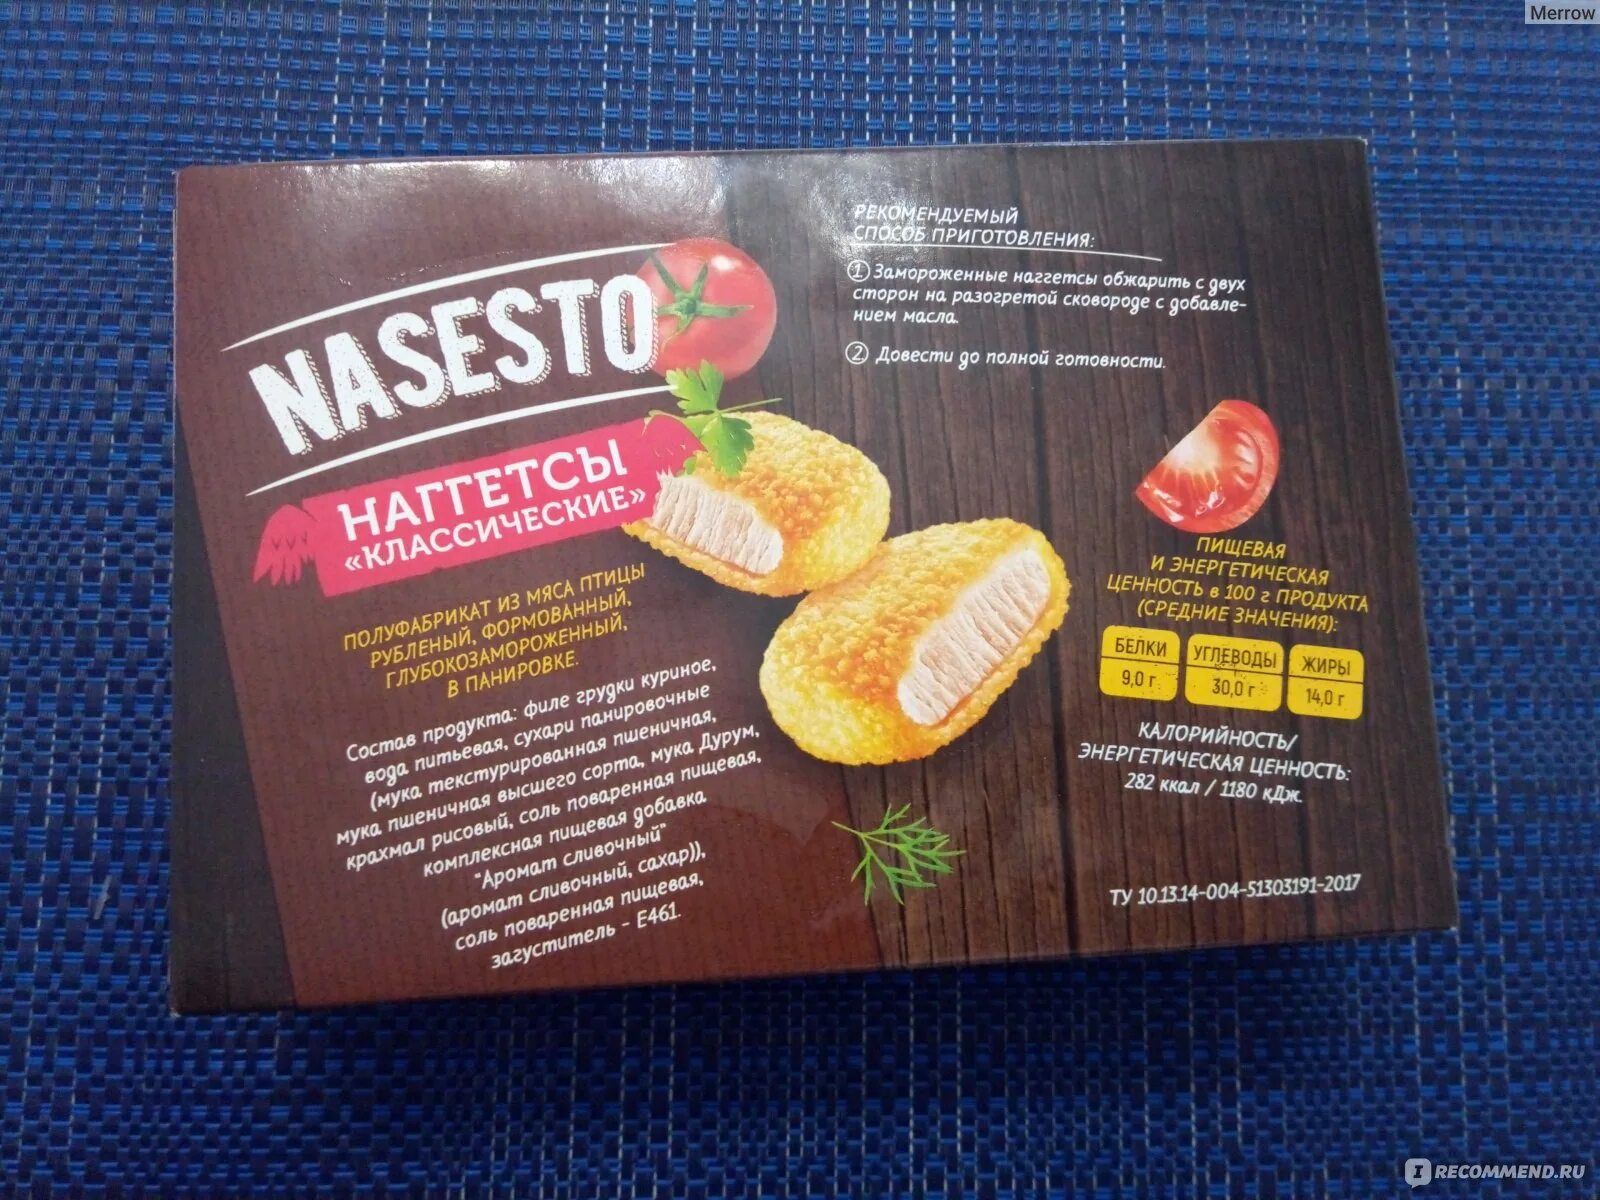 Merrow
NASESTO
НАГГЕТСЫ
«КЛАССИЧЕСКИЕ»
ПОЛУФАБРИКАТ ИЗ МЯСА ПТИЦЫ
РУБЛЕНЫЙ, ФОРМОВАННЫЙ,
ГЛУБОКОЗАМОРОЖЕННЫЙ,
В ПАНИРОВКЕ.
Состав продукта: филе грудки куриное,
вода питьевая, сухари панировочные
(мука текстурированная пшеничная,
мука пшеничная высшего сорта, мука Дурум,
крахмал рисовый, соль поваренная пищевая,
комплексная пищевая добавка
"Аромат сливочный"
(аромат сливочный, сахар)),
соль поваренная пищевая,
загуститель - Е461.
РЕКОМЕНДУЕМЫЙ
СПОСОБ ПРИГОТОВЛЕНИЯ:
1 Замороженные наггетсы обжарить с двух
сторон на разогретой сковороде с добавле-
нием масла.
2 Довести до полной готовности.
ПИЩЕВАЯ
И ЭНЕРГЕТИЧЕСКАЯ
ЦЕННОСТЬ в 100 г ПРОДУКТА
(СРЕДНИЕ ЗНАЧЕНИЯ):
БЕЛКИ УГЛЕВОДЫ ЖИРЫ
9,0 г 30,0 г 14,0 г
КАЛОРИЙНОСТЬ/
ЭНЕРГЕТИЧЕСКАЯ ЦЕННОСТЬ:
282 ккал / 1180 кДж.
ТУ 10.13.14-004-51303191-2017
IRECOMMEND.RU